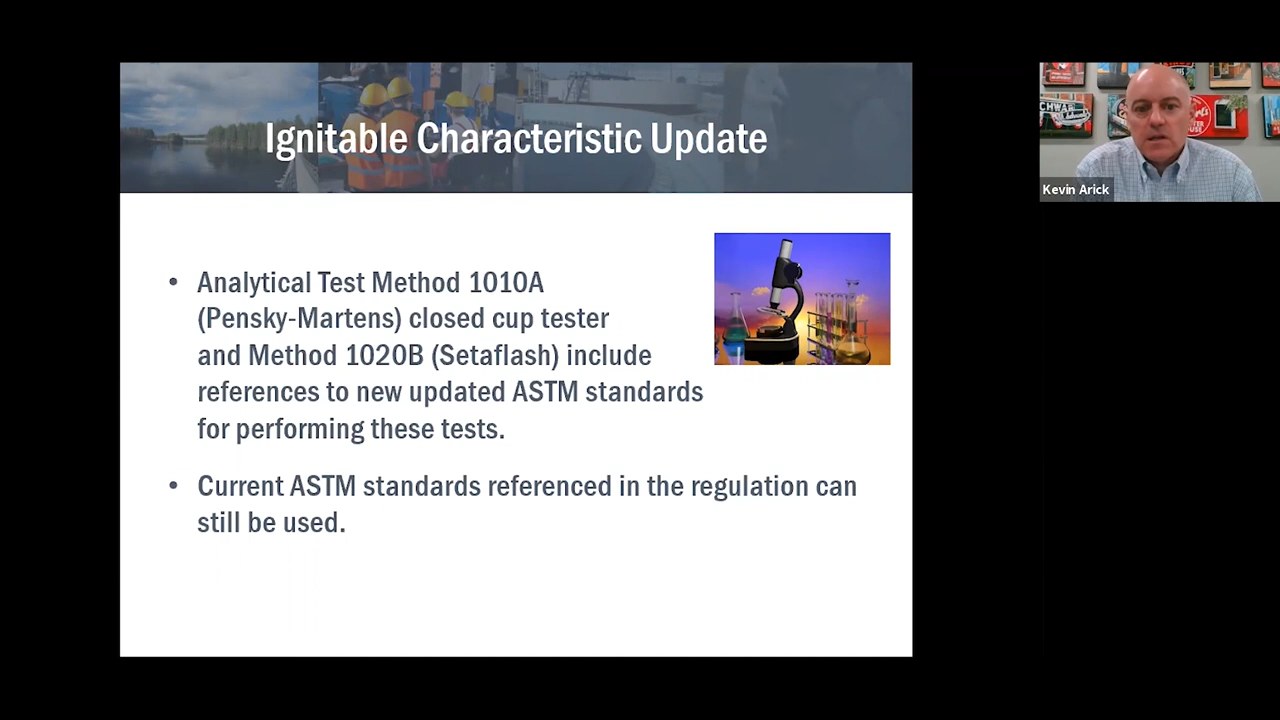 Ignitable Characteristic Update
• Analytical Test Method 1010A
(Pensky-Martens) closed cup tester
and Method 1020B (Setaflash) include
references to new updated ASTM standards
for performing these tests.
• Current ASTM standards referenced in the regulation can
still be used.
Kevin Arick